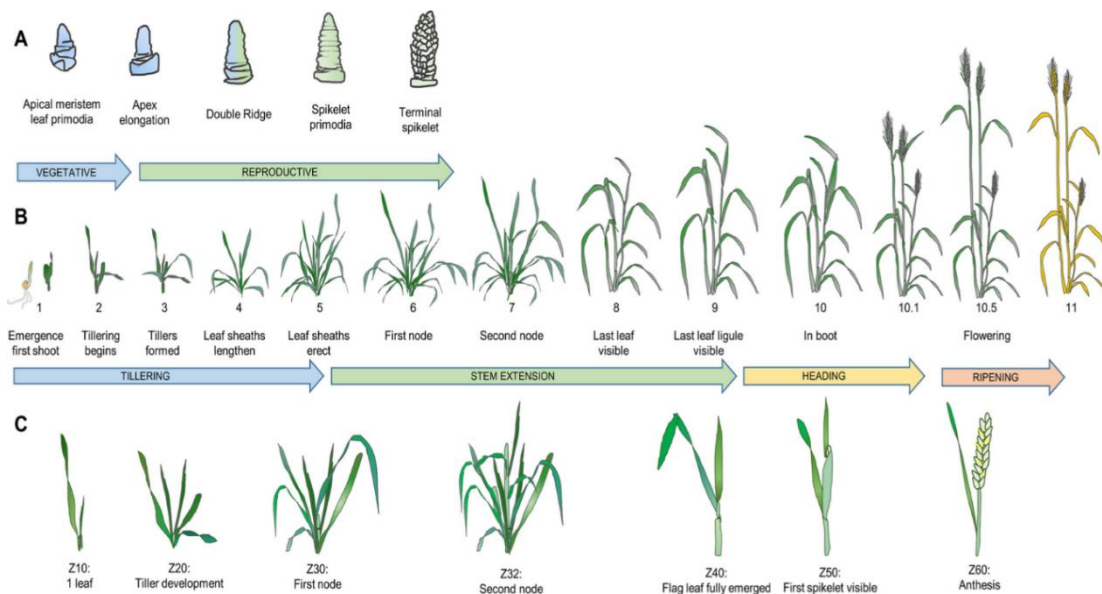 A
Apical meristem
leaf primodia
Apex
elongation
Double Ridge
Spikelet
primodia
Terminal
spikelet
VEGETATIVE
REPRODUCTIVE
B
1
2
3
4
5
6
7
8
9
10
10.1
10.5
11
Emergence
first shoot
Tillering
begins
Tillers
formed
Leaf sheaths
lengthen
Leaf sheaths
erect
First node
Second node
Last leaf
visible
Last leaf ligule
visible
In boot
Flowering
TILLERING
STEM EXTENSION
HEADING
RIPENING
C
Z10:
1 leaf
Z20:
Tiller development
Z30:
First node
Z32:
Second node
Z40:
Flag leaf fully emerged
Z50:
First spikelet visible
Z60:
Anthesis